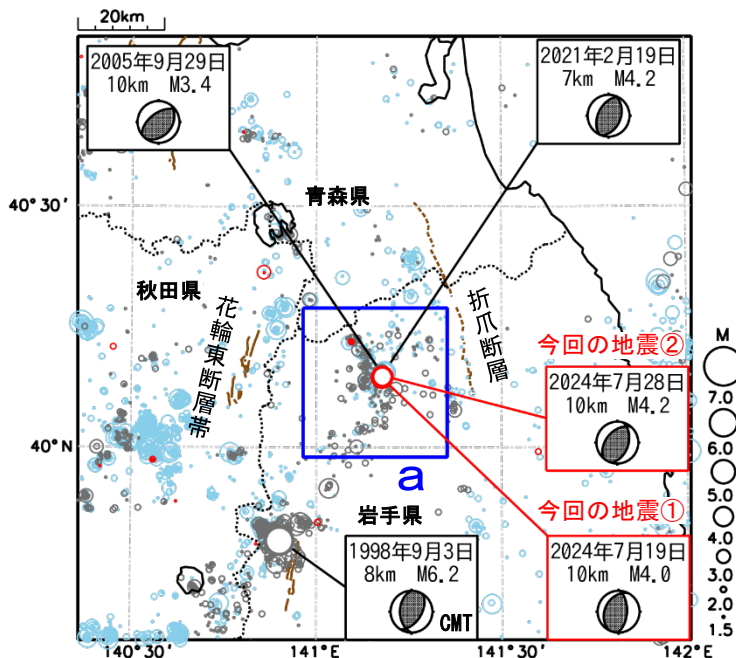 20km
2005年9月29日
10km M3.4
2021年2月19日
7km M4.2
40°30′
青森県
秋田県
花輪東断層帯
折爪断層
今回の地震②
2024年7月28日
10km M4.2
40°N
a
岩手県
今回の地震①
2024年7月19日
10km M4.0
1998年9月3日
8km M6.2
CMT
M
7.0
6.0
5.0
4.0
3.0
2.0
1.5
140°30′
141°E
141°30′
142°E